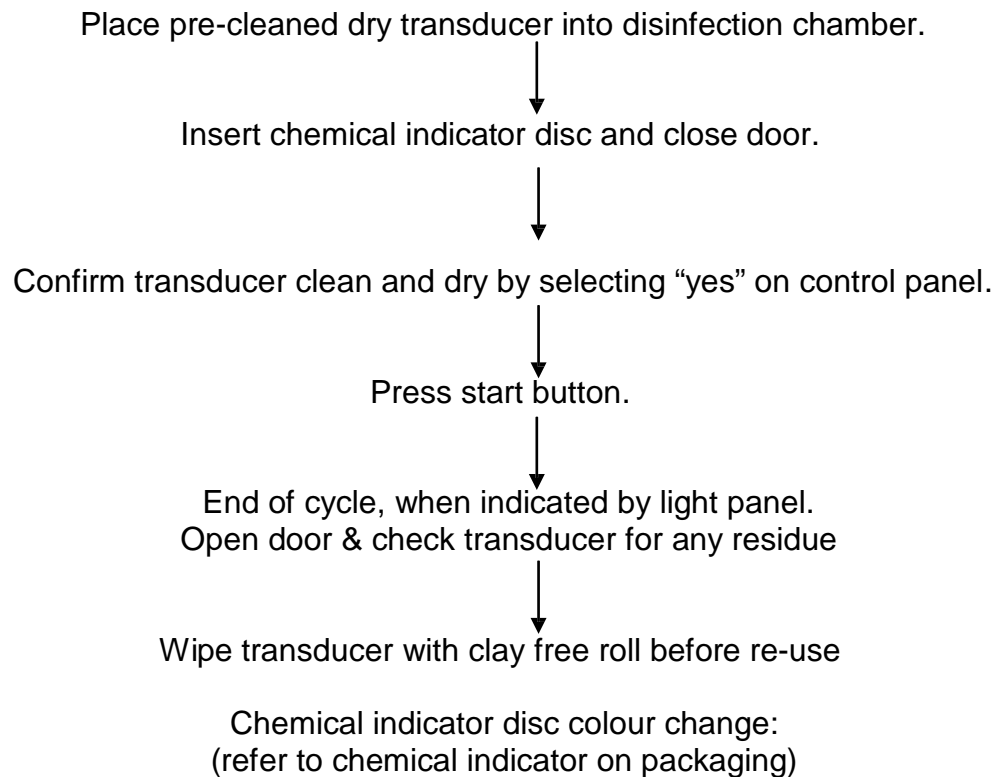 Place pre-cleaned dry transducer into disinfection chamber.
Insert chemical indicator disc and close door.
Confirm transducer clean and dry by selecting “yes” on control panel.
Press start button.
End of cycle, when indicated by light panel.
Open door & check transducer for any residue
Wipe transducer with clay free roll before re-use
Chemical indicator disc colour change:
(refer to chemical indicator on packaging)